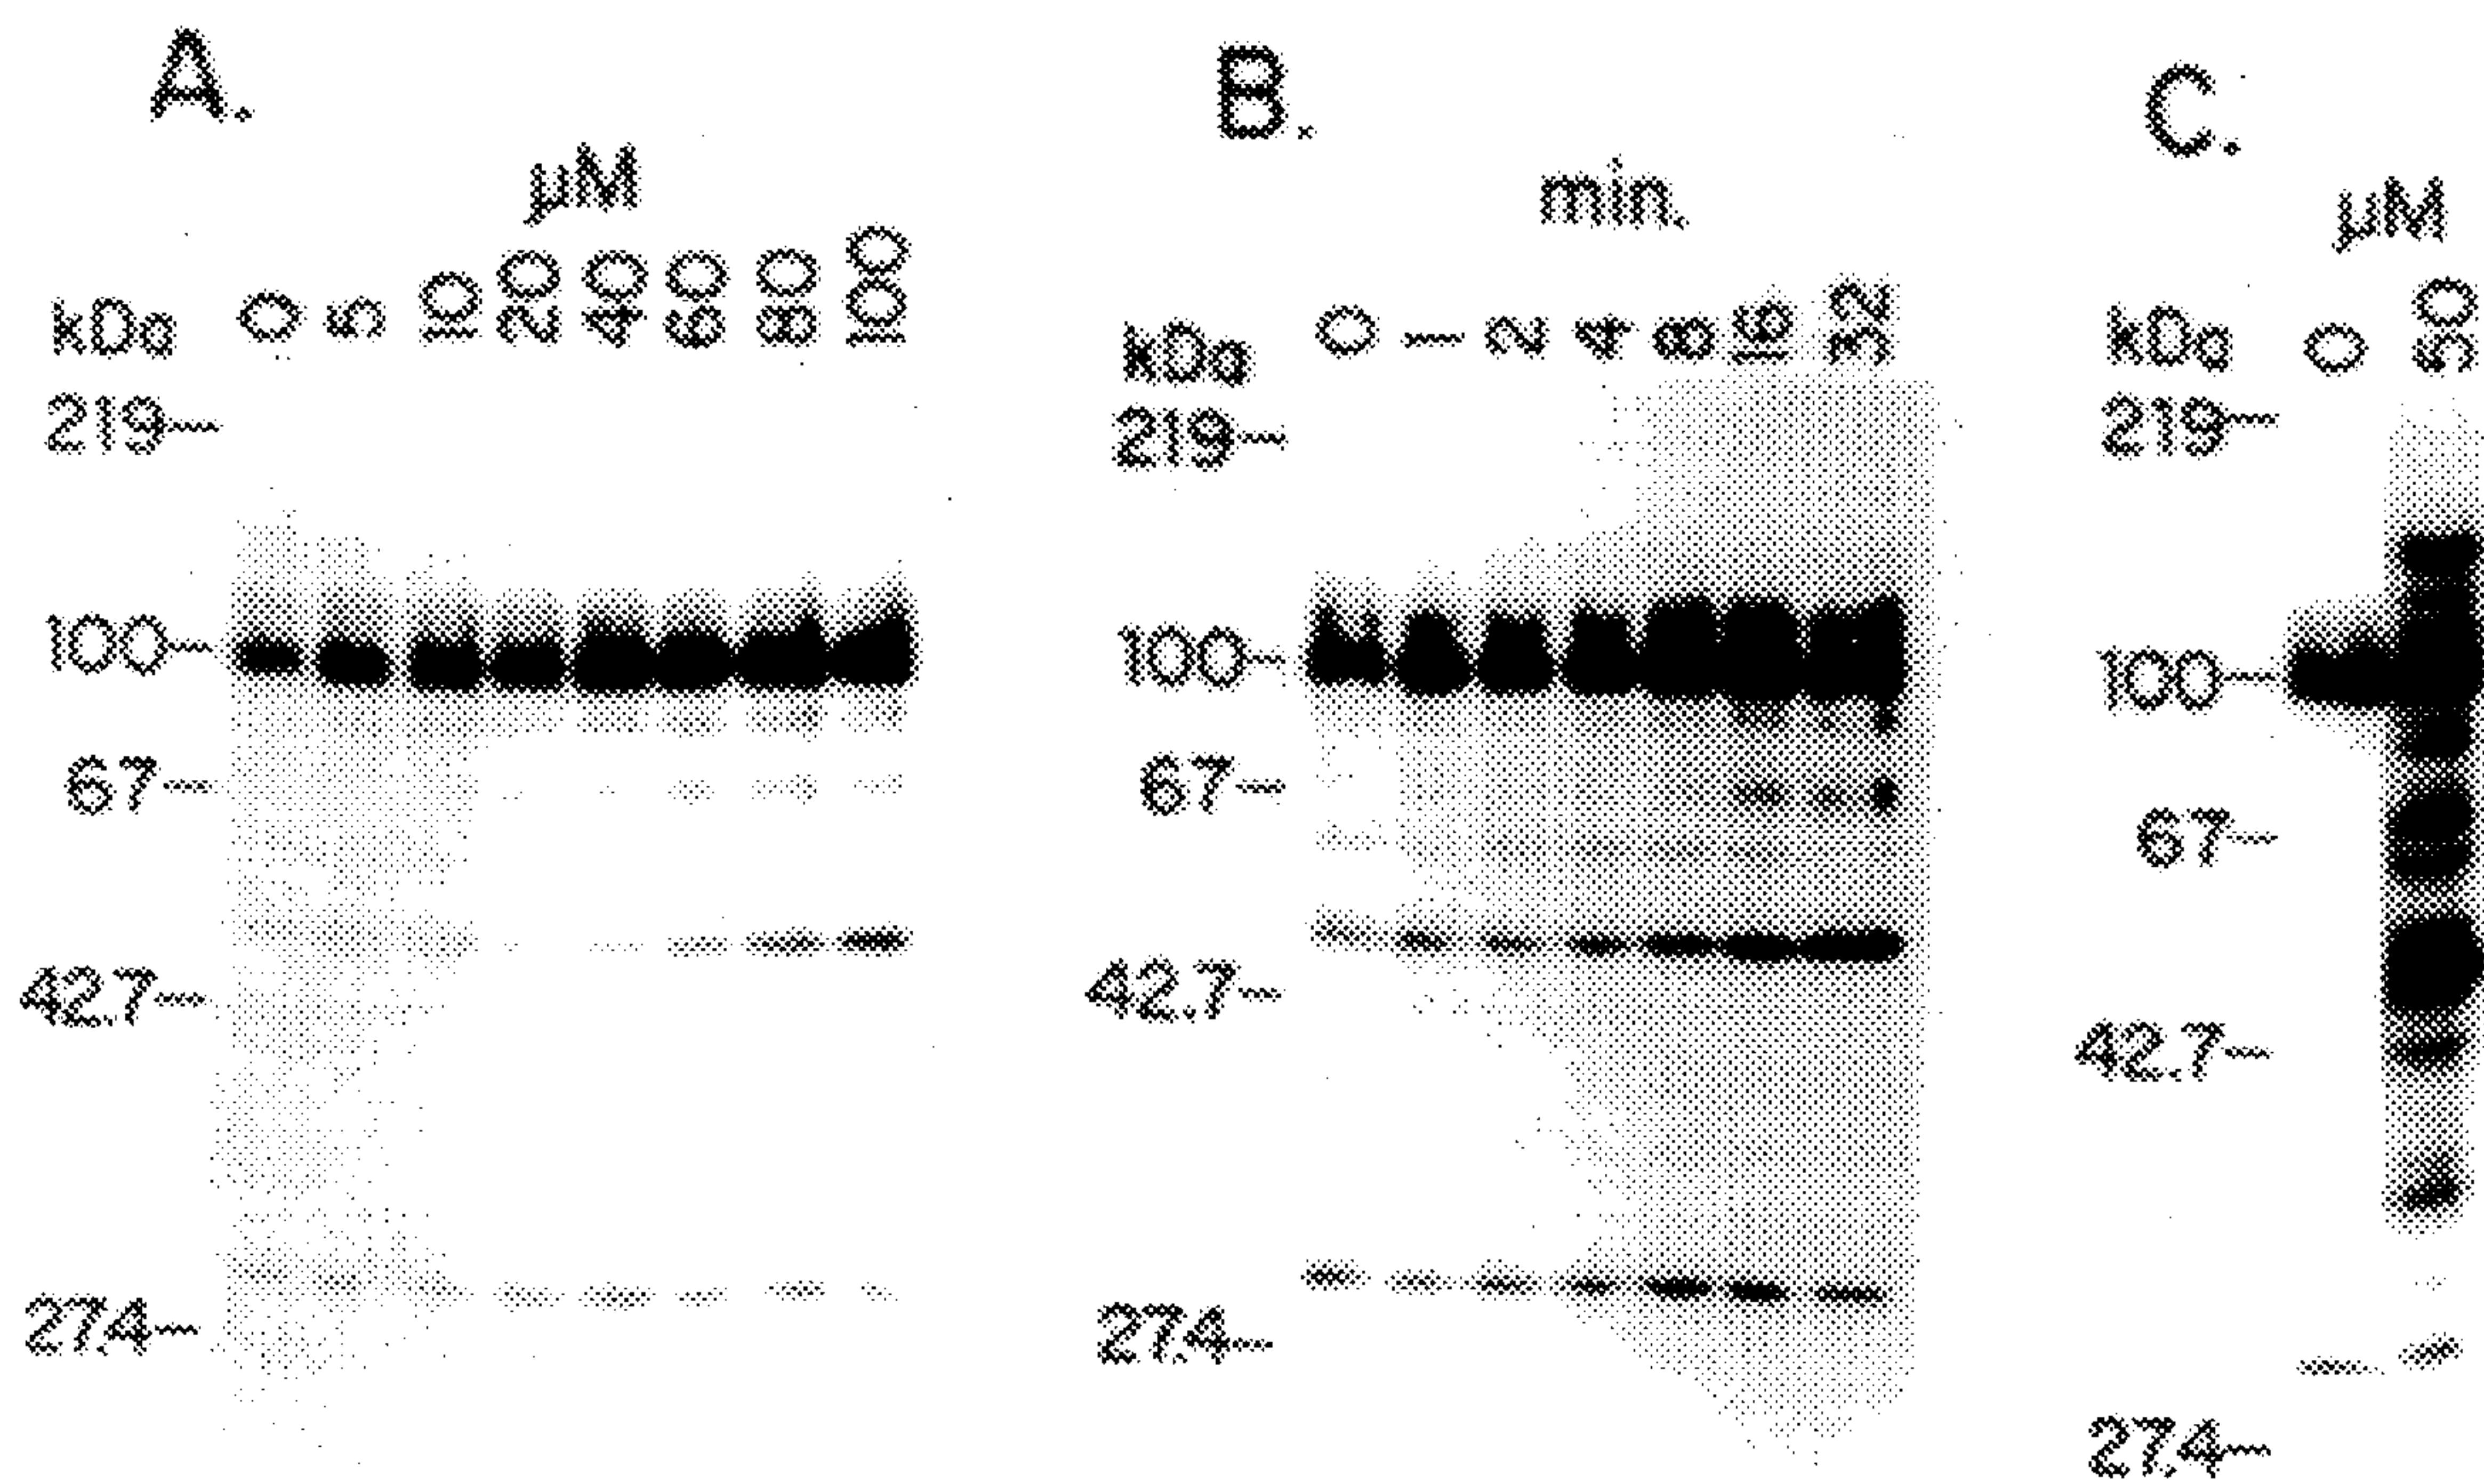 A.
µM
kDa 0 5 10 20 40 60 80 100
219-
100-
67-
42.7-
27.4-
B.
min.
kDa 0 1 2 4 8 16 32
219-
100-
67-
42.7-
27.4-
C.
µM
kDa 0 50
219-
100-
67-
42.7-
27.4-